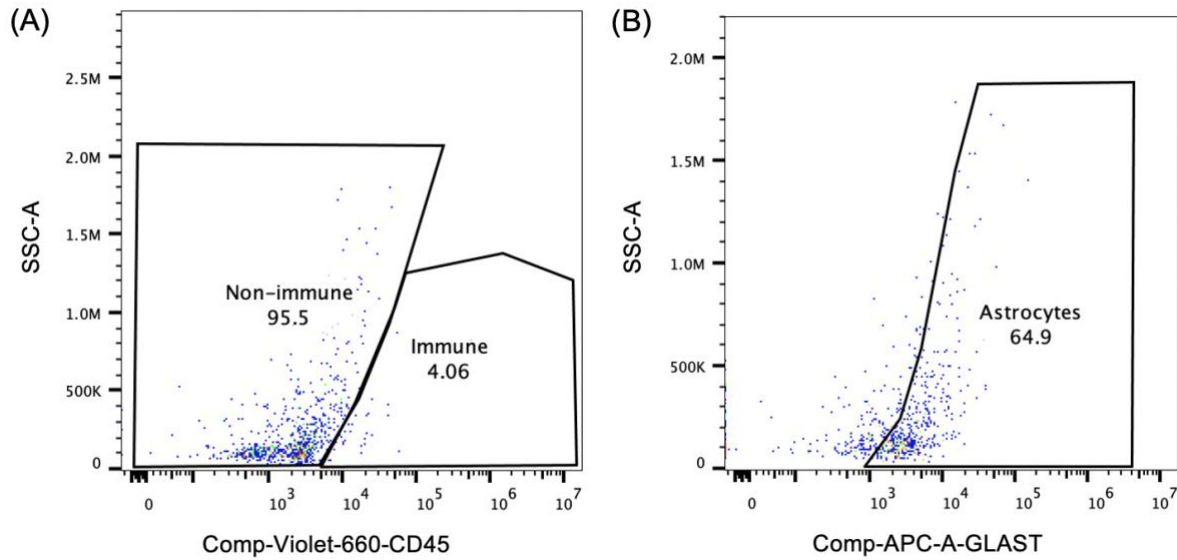 (A)
2.5M
2.0M
1.5M
1.0M
500K
0
SSC-A
Non-immune
95.5
Immune
4.06
0
10^3
10^4
10^5
10^6
10^7
Comp-Violet-660-CD45
(B)
2.0M
1.5M
1.0M
500K
0
SSC-A
Astrocytes
64.9
0
10^3
10^4
10^5
10^6
10^7
Comp-APC-A-GLAST